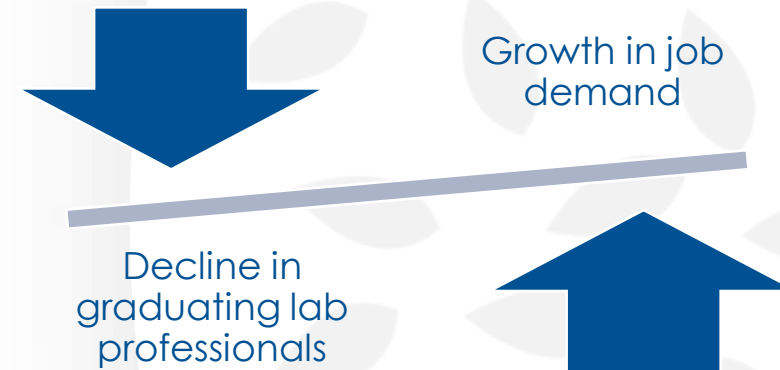 Growth in job
demand
Decline in
graduating lab
professionals